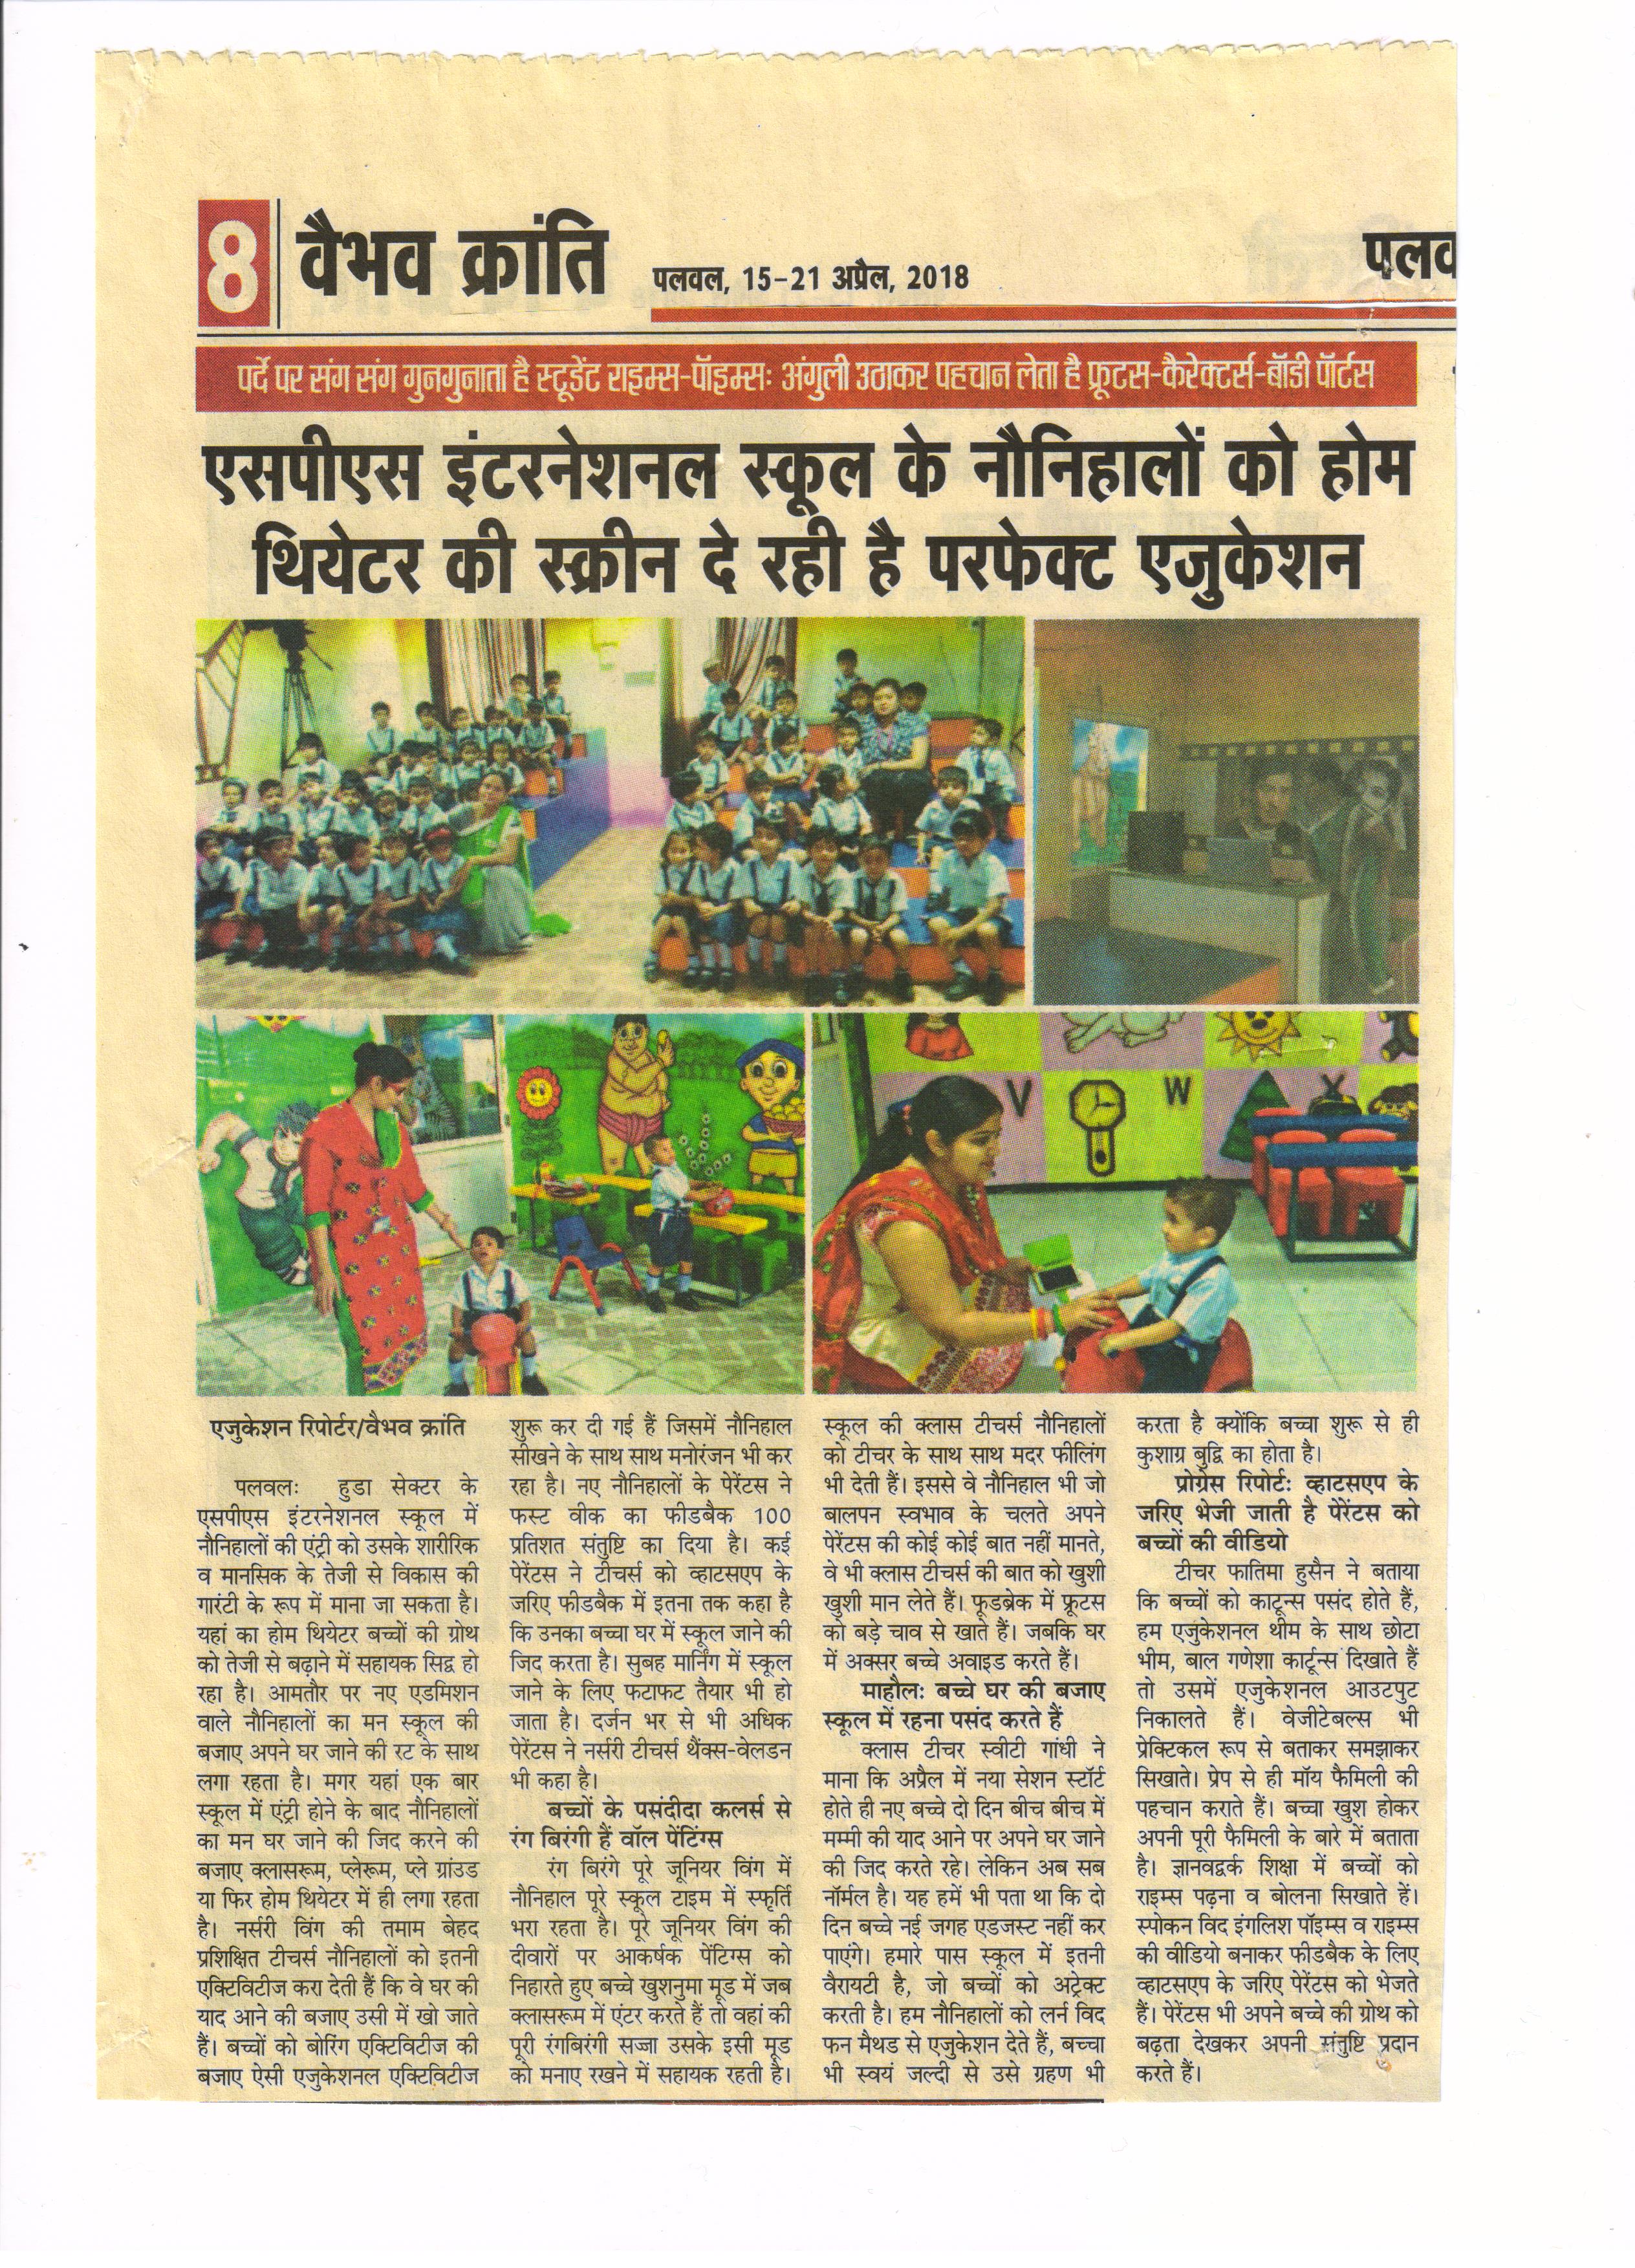 8 वैभव क्रांति पलवल, 15-21 अप्रैल, 2018
पर्दे पर संग संग गुनगुनाता है स्टूडेंट राइम्स-पॉइम्सः अंगुली उठाकर पहचान लेता है फ्रूटस-कैरेक्टर्स-बॉडी पॉर्टस
एसपीएस इंटरनेशनल स्कूल के नौनिहालों को होम
थियेटर की स्क्रीन दे रही है परफेक्ट एजुकेशन
V
W
X
एजुकेशन रिपोर्टर/वैभव क्रांति
पलवलः हुडा सेक्टर के
एसपीएस इंटरनेशनल स्कूल में
नौनिहालों की एंट्री को उसके शारीरिक
व मानसिक के तेजी से विकास की
गारंटी के रूप में माना जा सकता है।
यहां का होम थियेटर बच्चों की ग्रोथ
को तेजी से बढ़ाने में सहायक सिद्व हो
रहा है। आमतौर पर नए एडमिशन
वाले नौनिहालों का मन स्कूल की
बजाए अपने घर जाने की रट के साथ
लगा रहता है। मगर यहां एक बार
स्कूल में एंट्री होने के बाद नौनिहालों
का मन घर जाने की जिद करने की
बजाए क्लासरूम, प्लेरूम, प्ले ग्रांउड
या फिर होम थियेटर में ही लगा रहता
है। नर्सरी विंग की तमाम बेहद
प्रशिक्षित टीचर्स नौनिहालों को इतनी
एक्टिविटीज करा देती हैं कि वे घर की
याद आने की बजाए उसी में खो जाते
हैं। बच्चों को बोरिंग एक्टिविटीज की
बजाए ऐसी एजुकेशनल एक्टिविटीज
शुरू कर दी गई हैं जिसमें नौनिहाल
सीखने के साथ साथ मनोरंजन भी कर
रहा है। नए नौनिहालों के पेरेंटस ने
फस्ट वीक का फीडबैक 100
प्रतिशत संतुष्टि का दिया है। कई
पेरेंटस ने टीचर्स को व्हाटसएप के
जरिए फीडबैक में इतना तक कहा है
कि उनका बच्चा घर में स्कूल जाने की
जिद करता है। सुबह मार्निंग में स्कूल
जाने के लिए फटाफट तैयार भी हो
जाता है। दर्जन भर से भी अधिक
पेरेंटस ने नर्सरी टीचर्स थैंक्स-वेलडन
भी कहा है।
बच्चों के पसंदीदा कलर्स से
रंग बिरंगी हैं वॉल पेंटिंग्स
रंग बिरंगे पूरे जूनियर विंग में
नौनिहाल पूरे स्कूल टाइम में स्फूर्ति
भरा रहता है। पूरे जूनियर विंग की
दीवारों पर आकर्षक पेंटिग्स को
निहारते हुए बच्चे खुशनुमा मूड में जब
क्लासरूम में एंटर करते हैं तो वहां की
पूरी रंगबिरंगी सज्जा उसके इसी मूड
को मनाए रखने में सहायक रहती है।
स्कूल की क्लास टीचर्स नौनिहालों
को टीचर के साथ साथ मदर फीलिंग
भी देती हैं। इससे वे नौनिहाल भी जो
बालपन स्वभाव के चलते अपने
पेरेंटस की कोई कोई बात नहीं मानते,
वे भी क्लास टीचर्स की बात को खुशी
खुशी मान लेते हैं। फूडब्रेक में फ्रूटस
को बड़े चाव से खाते हैं। जबकि घर
में अक्सर बच्चे अवाइड करते हैं।
माहौलः बच्चे घर की बजाए
स्कूल में रहना पसंद करते हैं
क्लास टीचर स्वीटी गांधी ने
माना कि अप्रैल में नया सेशन स्टॉर्ट
होते ही नए बच्चे दो दिन बीच बीच में
मम्मी की याद आने पर अपने घर जाने
की जिद करते रहे। लेकिन अब सब
नॉर्मल है। यह हमें भी पता था कि दो
दिन बच्चे नई जगह एडजस्ट नहीं कर
पाएंगे। हमारे पास स्कूल में इतनी
वैरायटी है, जो बच्चों को अट्रेक्ट
करती है। हम नौनिहालों को लर्न विद
फन मैथड से एजुकेशन देते हैं, बच्चा
भी स्वयं जल्दी से उसे ग्रहण भी
करता है क्योंकि बच्चा शुरू से ही
कुशाग्र बुद्वि का होता है।
प्रोग्रेस रिपोर्टः व्हाटसएप के
जरिए भेजी जाती है पेरेंटस को
बच्चों की वीडियो
टीचर फातिमा हुसैन ने बताया
कि बच्चों को काटून्स पसंद होते हैं,
हम एजुकेशनल थीम के साथ छोटा
भीम, बाल गणेशा कार्टून्स दिखाते हैं
तो उसमें एजुकेशनल आउटपुट
निकालते हैं। वेजीटेबल्स भी
प्रेक्टिकल रूप से बताकर समझाकर
सिखाते। प्रेप से ही मॉय फैमिली की
पहचान कराते हैं। बच्चा खुश होकर
अपनी पूरी फैमिली के बारे में बताता
है। ज्ञानवद्वर्क शिक्षा में बच्चों को
राइम्स पढ़ना व बोलना सिखाते हें।
स्पोकन विद इंगलिश पॉइम्स व राइम्स
की वीडियो बनाकर फीडबैक के लिए
व्हाटसएप के जरिए पेरेंटस को भेजते
हैं। पेरेंटस भी अपने बच्चे की ग्रोथ को
बढ़ता देखकर अपनी संतुष्टि प्रदान
करते हैं।